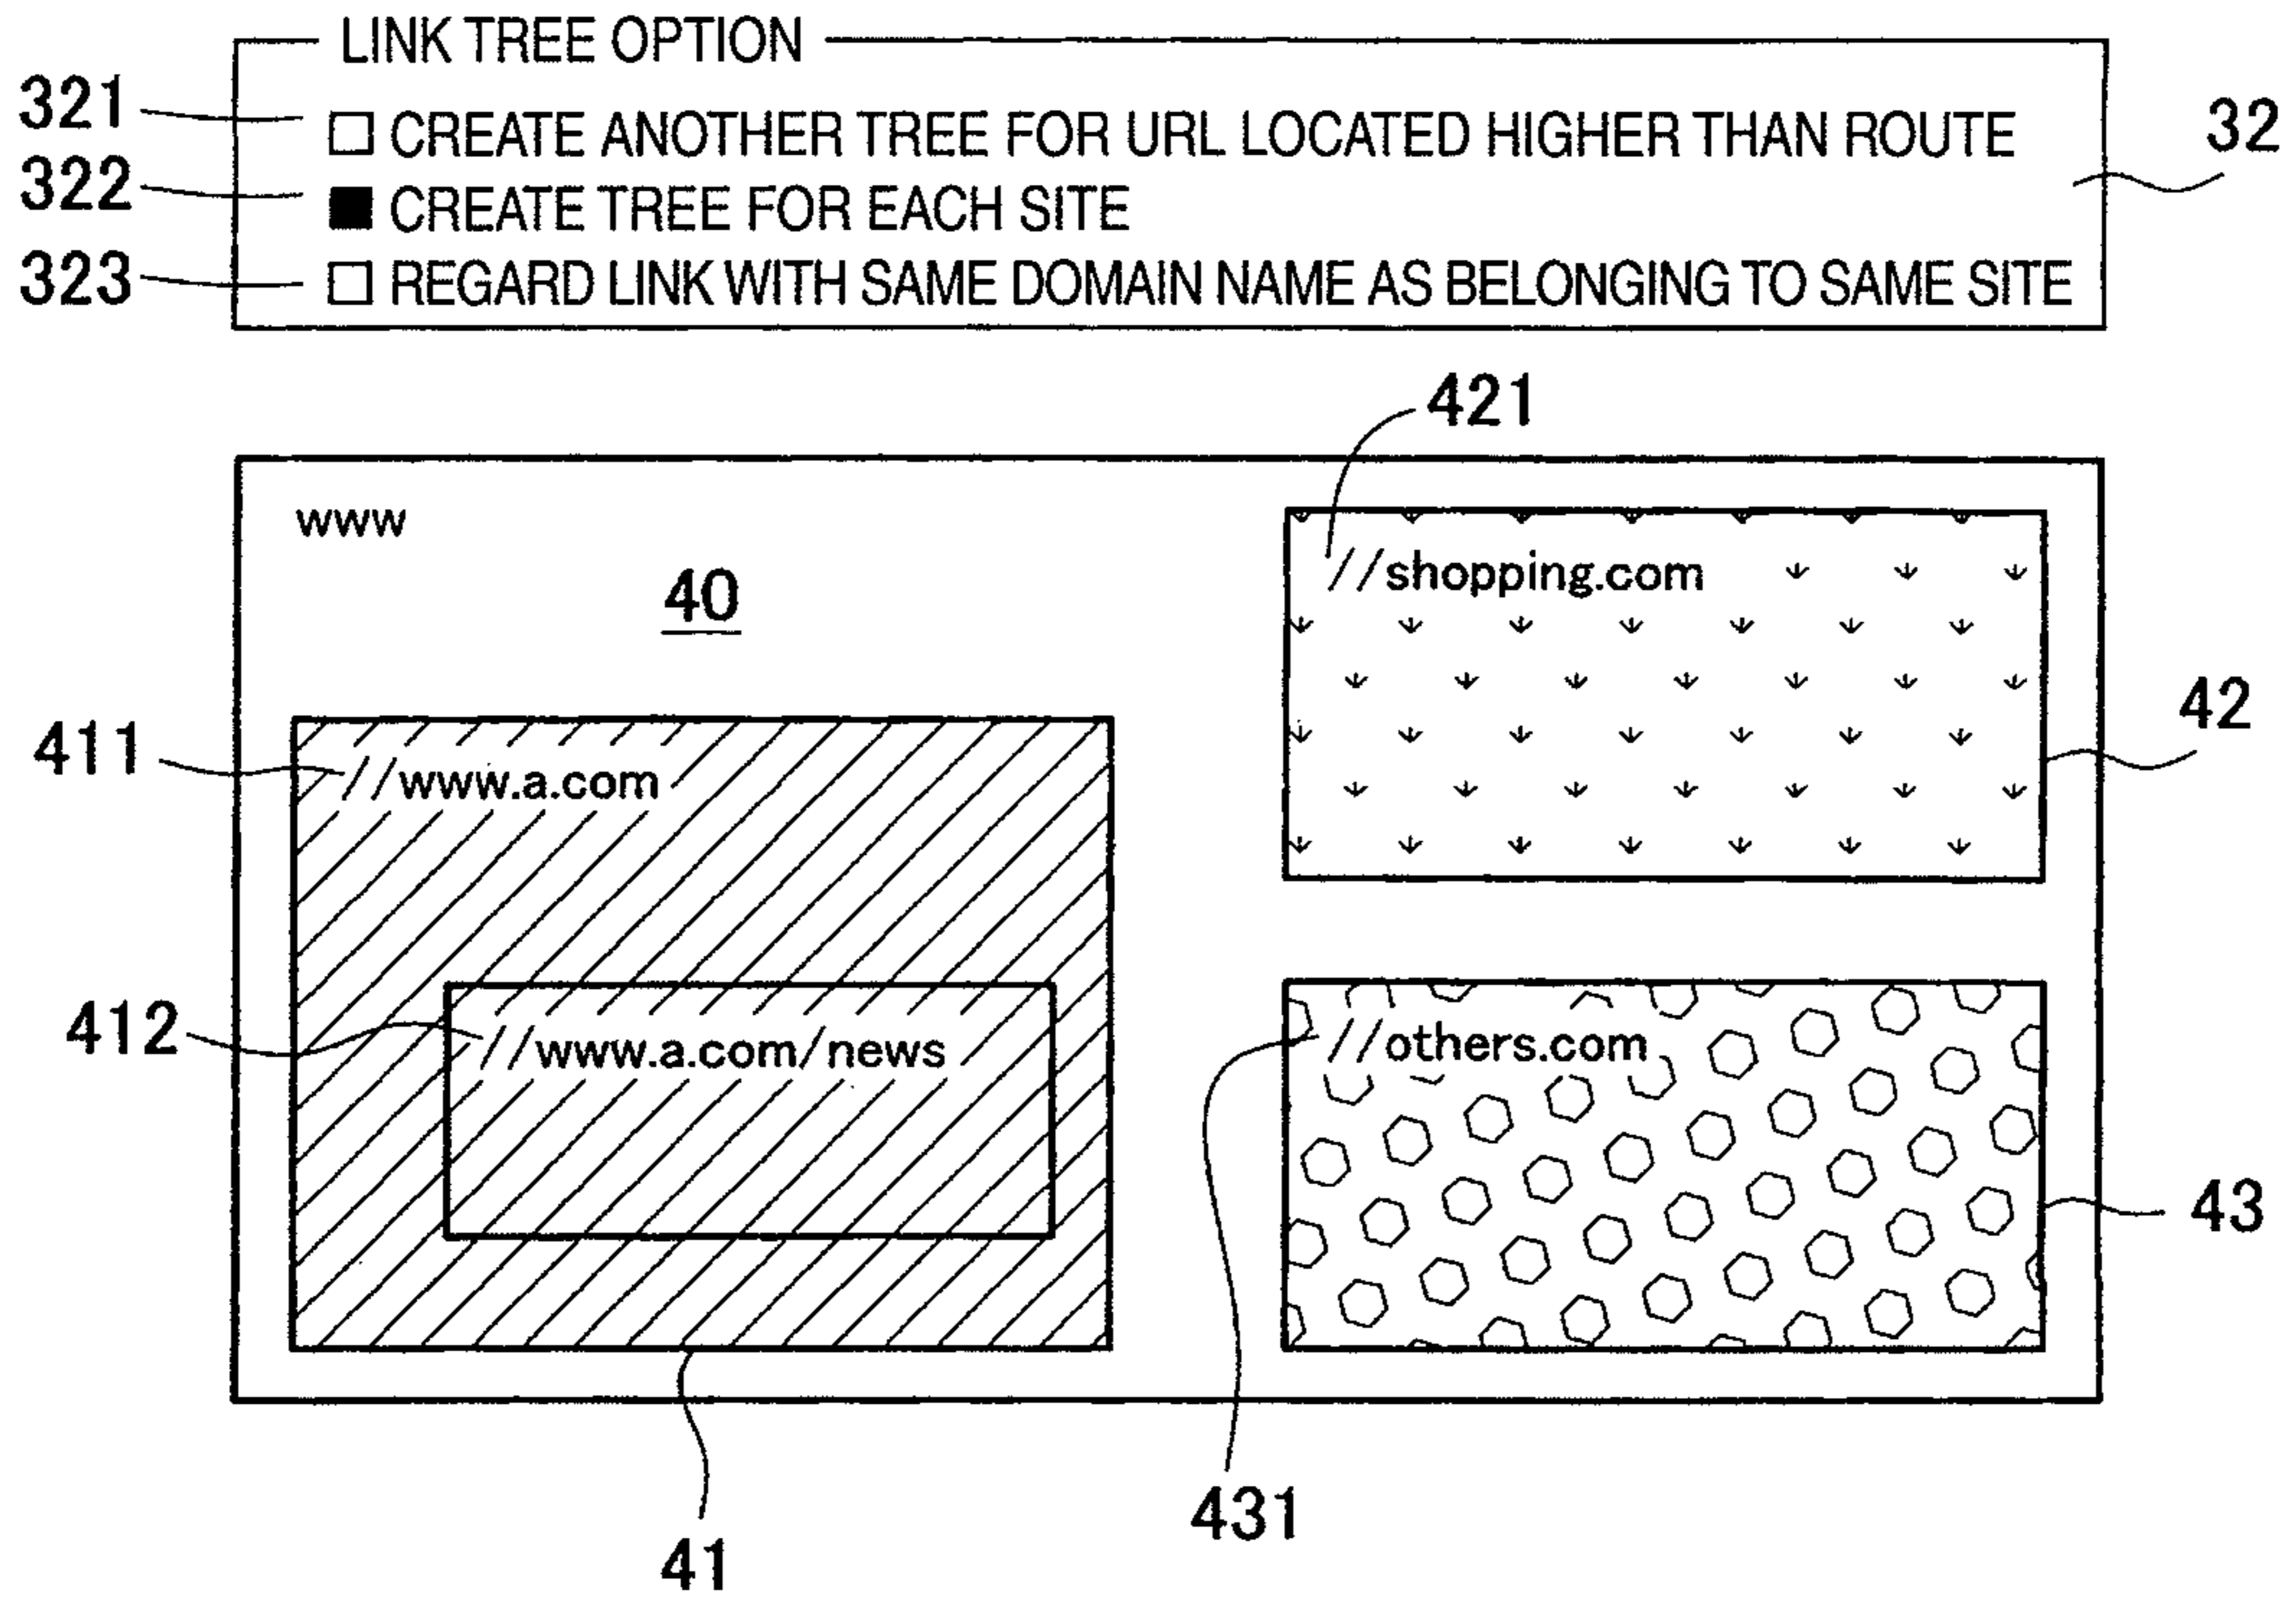 LINK TREE OPTION
321
CREATE ANOTHER TREE FOR URL LOCATED HIGHER THAN ROUTE
32
322
CREATE TREE FOR EACH SITE
323
REGARD LINK WITH SAME DOMAIN NAME AS BELONGING TO SAME SITE
421
www
//shopping.com
40
42
411
//www.a.com
412
//www.a.com/news
//others.com
43
431
41